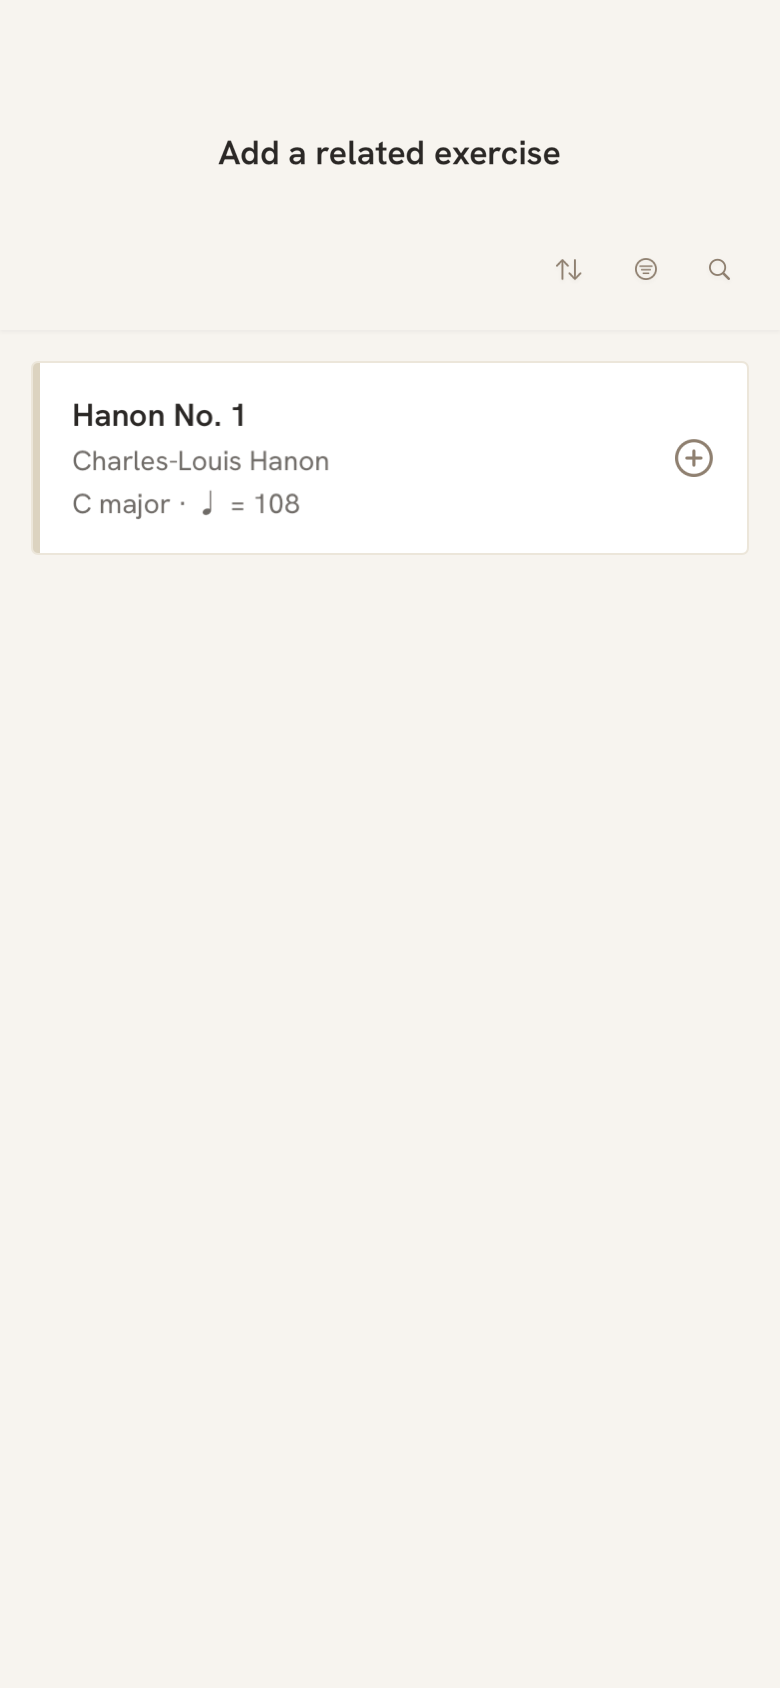 Add a related exercise
Hanon No. 1
Charles-Louis Hanon
C major · ♩ = 108